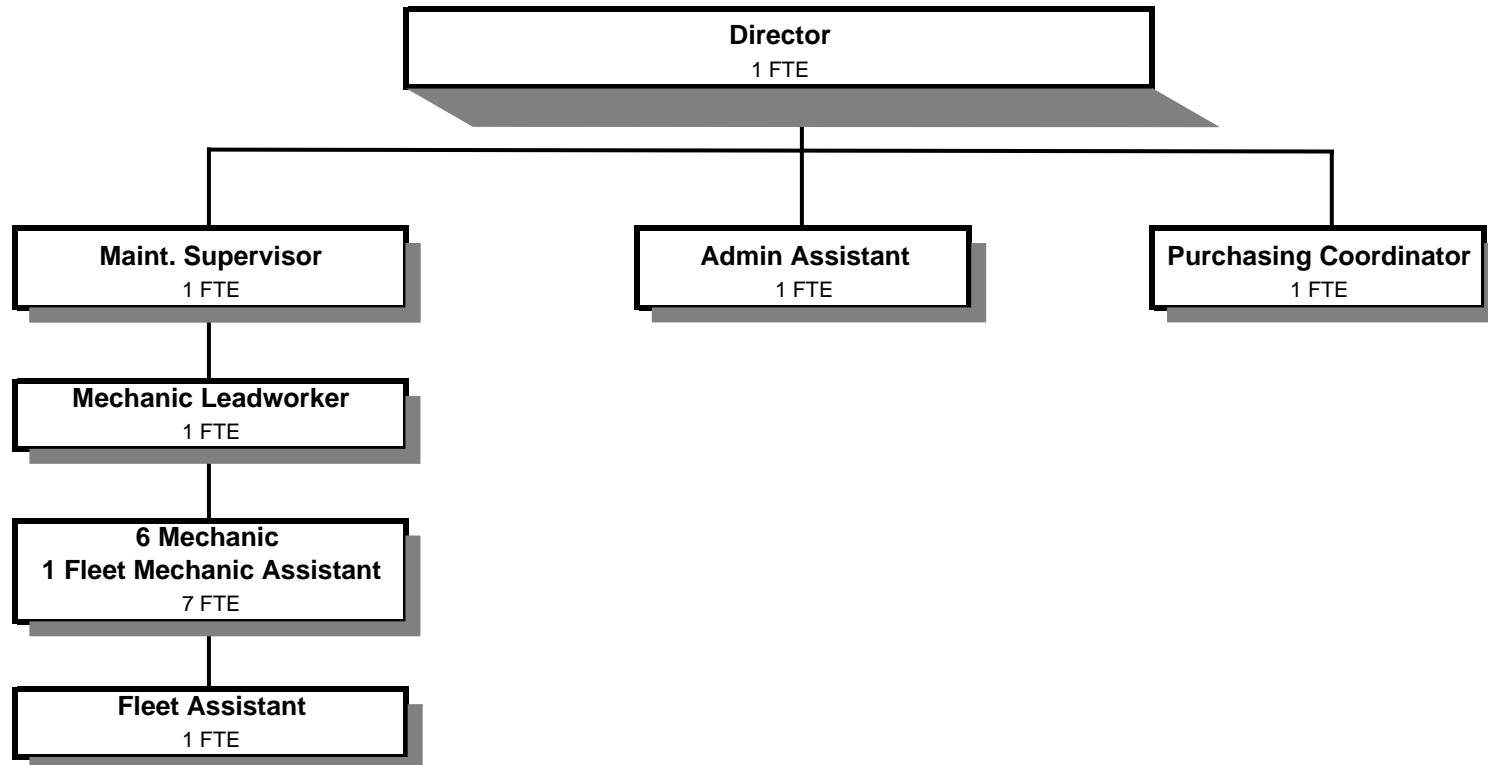 Director
1 FTE
Maint. Supervisor
1 FTE
Admin Assistant
1 FTE
Purchasing Coordinator
1 FTE
Mechanic Leadworker
1 FTE
6 Mechanic
1 Fleet Mechanic Assistant
7 FTE
Fleet Assistant
1 FTE